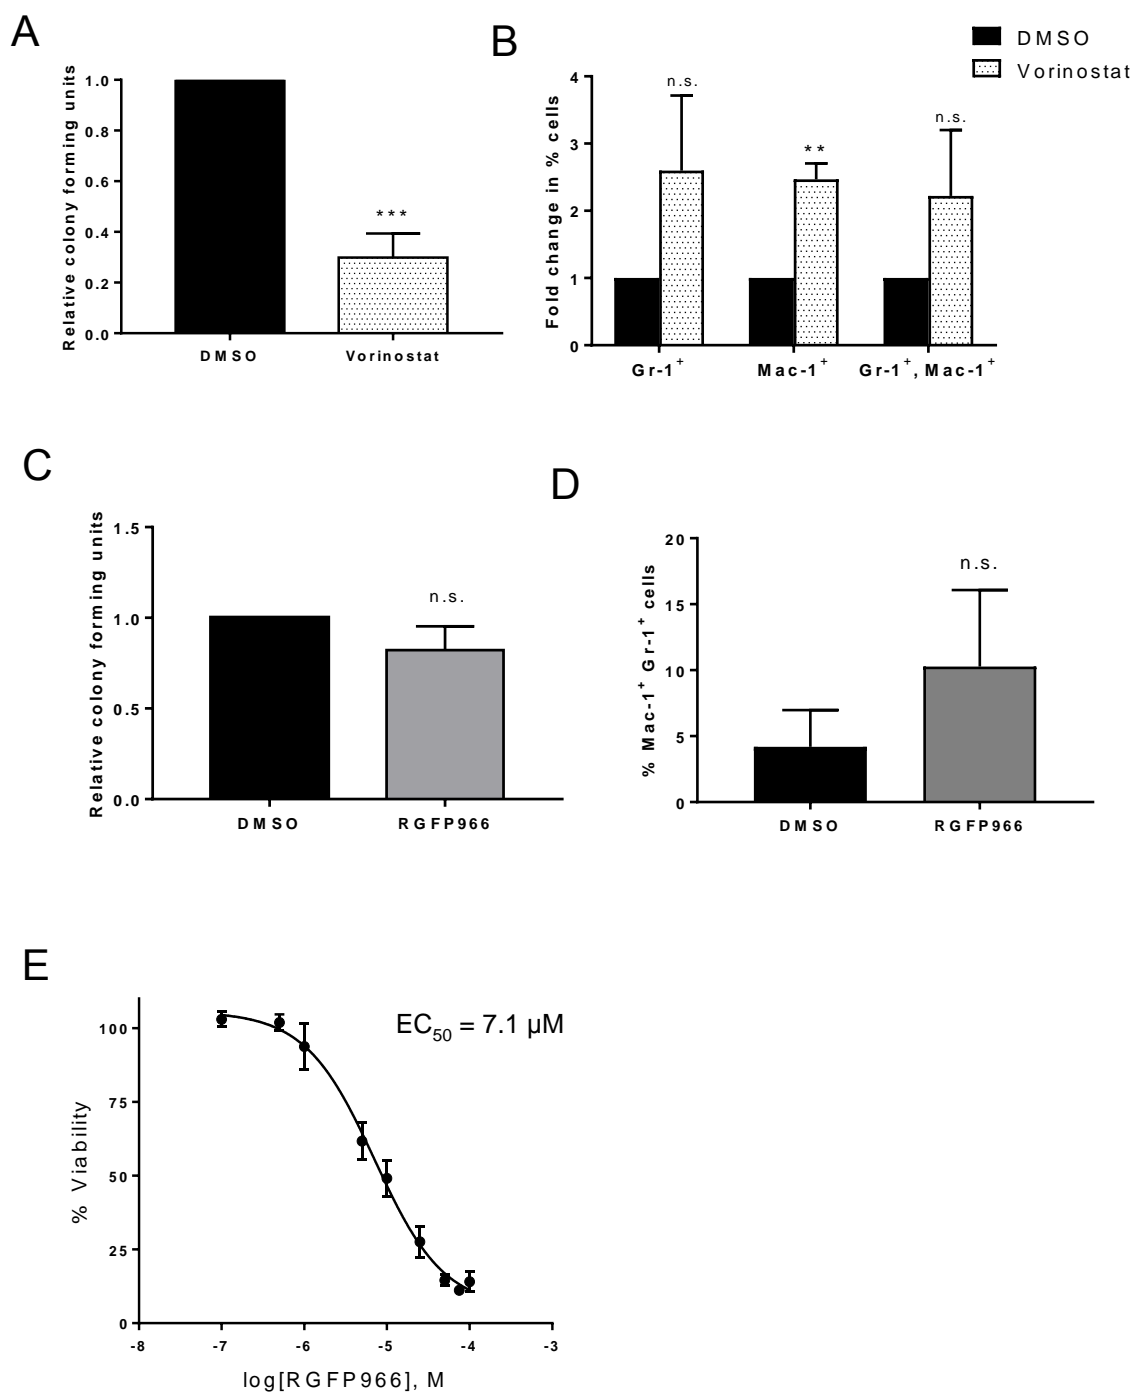 A
Relative colony forming units
1.0
0.8
0.6
0.4
0.2
0.0
***
DMSO
Vorinostat
B
DMSO
Vorinostat
Fold change in % cells
4
3
2
1
0
n.s.
**
n.s.
Gr-1+
Mac-1+
Gr-1+, Mac-1+
C
Relative colony forming units
1.5
1.0
0.5
0.0
n.s.
DMSO
RGFP966
D
% Mac-1+ Gr-1+ cells
20
15
10
5
0
n.s.
DMSO
RGFP966
E
EC50 = 7.1 µM
% Viability
100
75
50
25
0
-8
-7
-6
-5
-4
-3
log[RGFP966], M